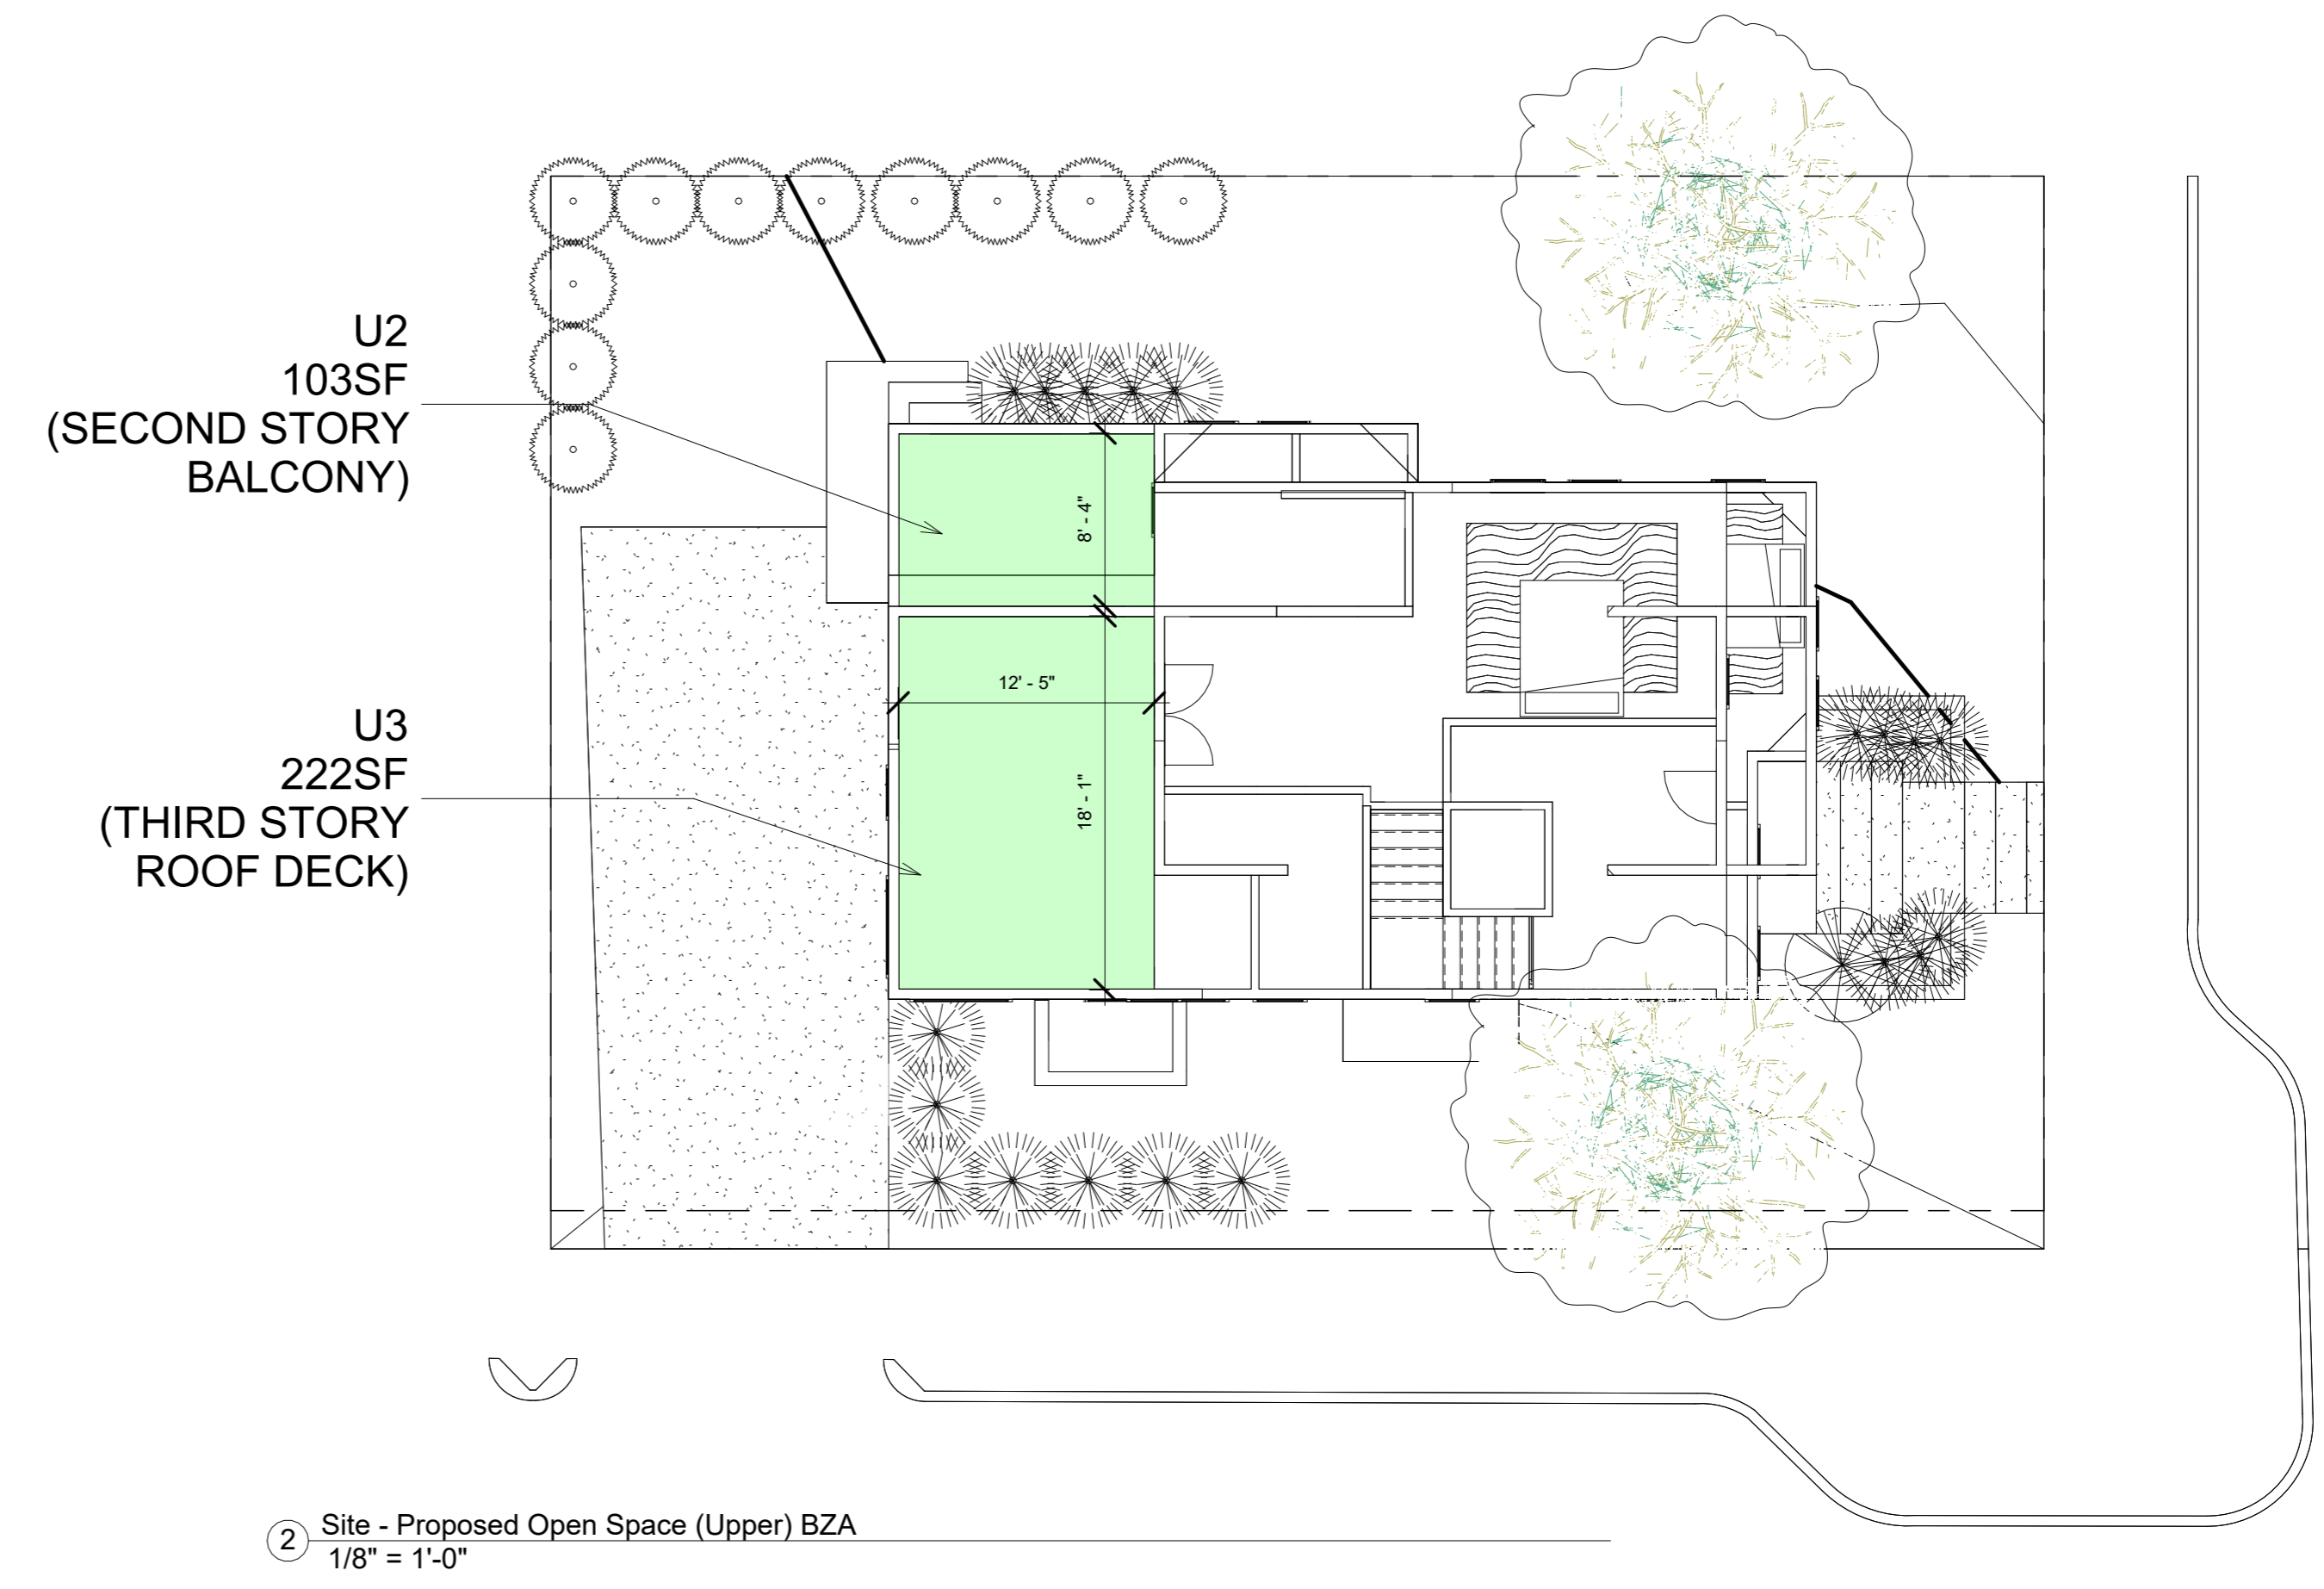 U2
103SF
(SECOND STORY
BALCONY)
8' - 4"
12' - 5"
U3
222SF
(THIRD STORY
ROOF DECK)
18' - 1"
2
Site - Proposed Open Space (Upper) BZA
1/8" = 1'-0"